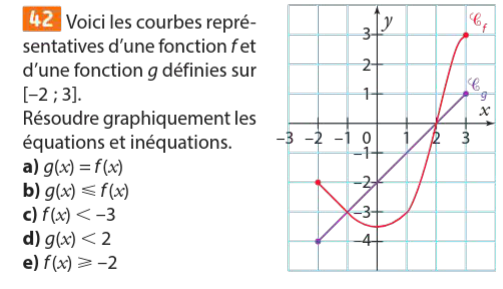 42 Voici les courbes repré-
sentatives d'une fonction f et
d'une fonction g définies sur
[–2 ; 3].
Résoudre graphiquement les
équations et inéquations.
a) g(x) = f(x)
b) g(x) ⩽ f(x)
c) f(x) < –3
d) g(x) < 2
e) f(x) ⩾ –2
y
𝒞f
3
2
1
𝒞g
x
–3 –2 –1 0 1 2 3
–1
–2
–3
–4